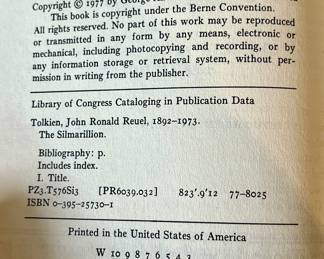 Copyright © 1977 by George
This book is copyright under the Berne Convention.
All rights reserved. No part of this work may be reproduced
or transmitted in any form by any means, electronic or
mechanical, including photocopying and recording, or by
any information storage or retrieval system, without per-
mission in writing from the publisher.
Library of Congress Cataloging in Publication Data
Tolkien, John Ronald Reuel, 1892-1973.
The Silmarillion.
Bibliography: p.
Includes index.
I. Title.
PZ3.T576Si3 [PR6039.032] 823'.9'12 77-8025
ISBN 0-395-25730-1
Printed in the United States of America
W 10 9 8 7 6 5 4 3